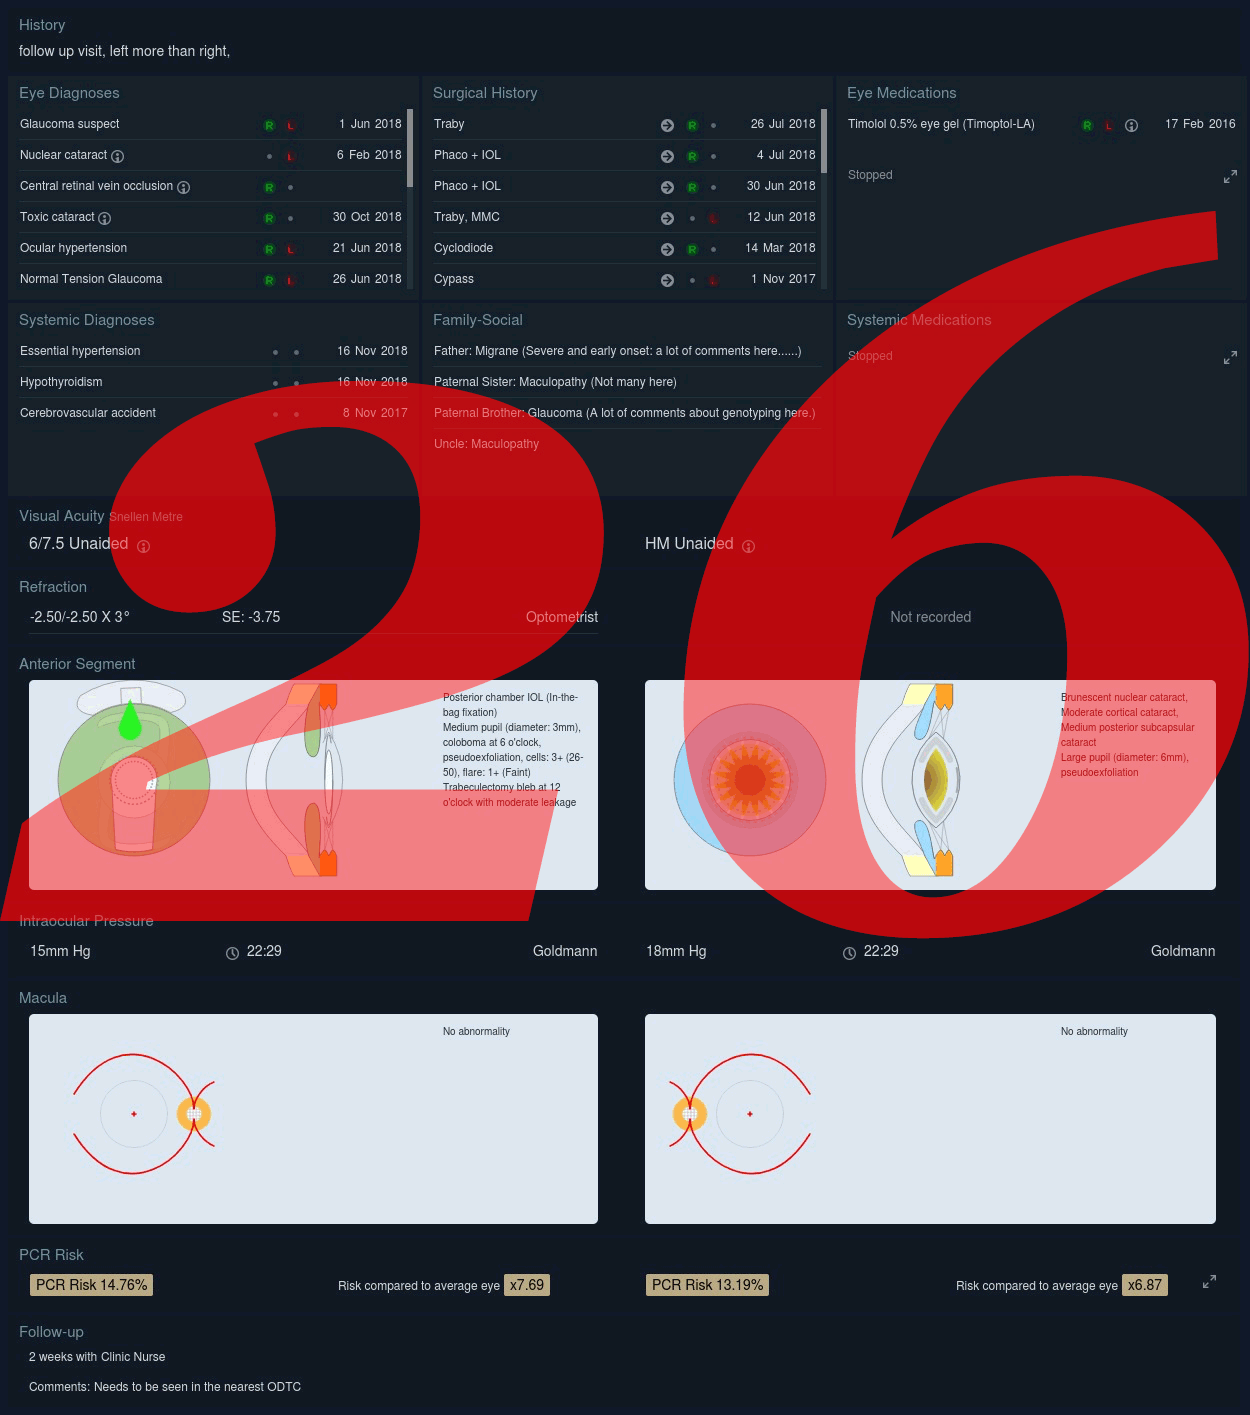 History
follow up visit, left more than right,
Eye Diagnoses
Glaucoma suspect R L 1 Jun 2018
Nuclear cataract L 6 Feb 2018
Central retinal vein occlusion R
Toxic cataract R 30 Oct 2018
Ocular hypertension R L 21 Jun 2018
Normal Tension Glaucoma R L 26 Jun 2018
Surgical History
Traby R 26 Jul 2018
Phaco + IOL R 4 Jul 2018
Phaco + IOL R 30 Jun 2018
Traby, MMC L 12 Jun 2018
Cyclodiode R 14 Mar 2018
Cypass L 1 Nov 2017
Eye Medications
Timolol 0.5% eye gel (Timoptol-LA) R L 17 Feb 2016
Stopped
Systemic Diagnoses
Essential hypertension 16 Nov 2018
Hypothyroidism 16 Nov 2018
Cerebrovascular accident 8 Nov 2017
Family-Social
Father: Migrane (Severe and early onset: a lot of comments here......)
Paternal Sister: Maculopathy (Not many here)
Paternal Brother: Glaucoma (A lot of comments about genotyping here.)
Uncle: Maculopathy
Systemic Medications
Stopped
26
Visual Acuity Snellen Metre
6/7.5 Unaided HM Unaided
Refraction
-2.50/-2.50 X 3° SE: -3.75 Optometrist Not recorded
Anterior Segment
Posterior chamber IOL (In-the-
bag fixation)
Medium pupil (diameter: 3mm),
coloboma at 6 o'clock,
pseudoexfoliation, cells: 3+ (26-
50), flare: 1+ (Faint)
Trabeculectomy bleb at 12
o'clock with moderate leakage
Brunescent nuclear cataract,
Moderate cortical cataract,
Medium posterior subcapsular
cataract
Large pupil (diameter: 6mm),
pseudoexfoliation
Intraocular Pressure
15mm Hg 22:29 Goldmann 18mm Hg 22:29 Goldmann
Macula
No abnormality No abnormality
PCR Risk
PCR Risk 14.76% Risk compared to average eye x7.69 PCR Risk 13.19% Risk compared to average eye x6.87
Follow-up
2 weeks with Clinic Nurse
Comments: Needs to be seen in the nearest ODTC